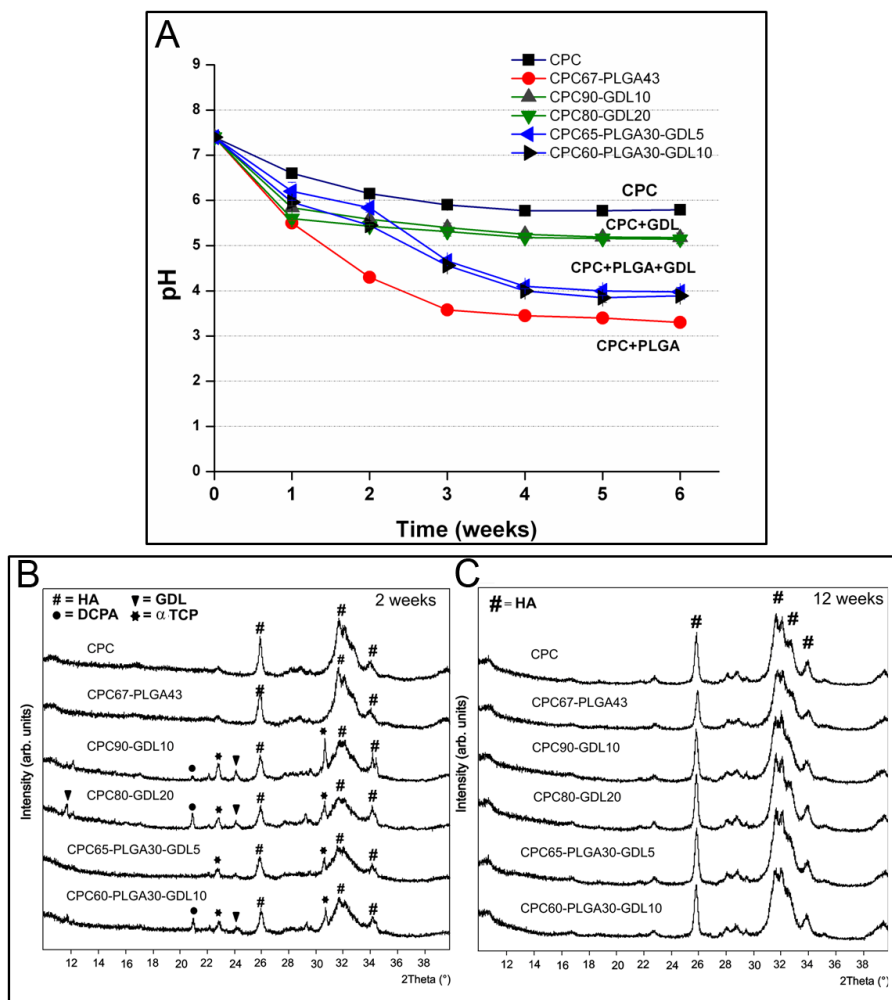 A
CPC
CPC67-PLGA43
CPC90-GDL10
CPC80-GDL20
CPC65-PLGA30-GDL5
CPC60-PLGA30-GDL10
CPC
CPC+GDL
CPC+PLGA+GDL
CPC+PLGA
pH
9
8
7
6
5
4
3
2
1
0
0 1 2 3 4 5 6
Time (weeks)
B
# = HA ▼ = GDL
● = DCPA * = α TCP
2 weeks
CPC
# # #
CPC67-PLGA43
# # #
CPC90-GDL10
● * ▼ # * # #
CPC80-GDL20
▼ ● * ▼ # * # #
CPC65-PLGA30-GDL5
* # * # #
CPC60-PLGA30-GDL10
● * ▼ # * # #
Intensity (arb. units)
12 14 16 18 20 22 24 26 28 30 32 34 36 38
2Theta (°)
C
# = HA
12 weeks
# # # #
CPC
CPC67-PLGA43
CPC90-GDL10
CPC80-GDL20
CPC65-PLGA30-GDL5
CPC60-PLGA30-GDL10
Intensity (arb. units)
12 14 16 18 20 22 24 26 28 30 32 34 36 38
2Theta (°)